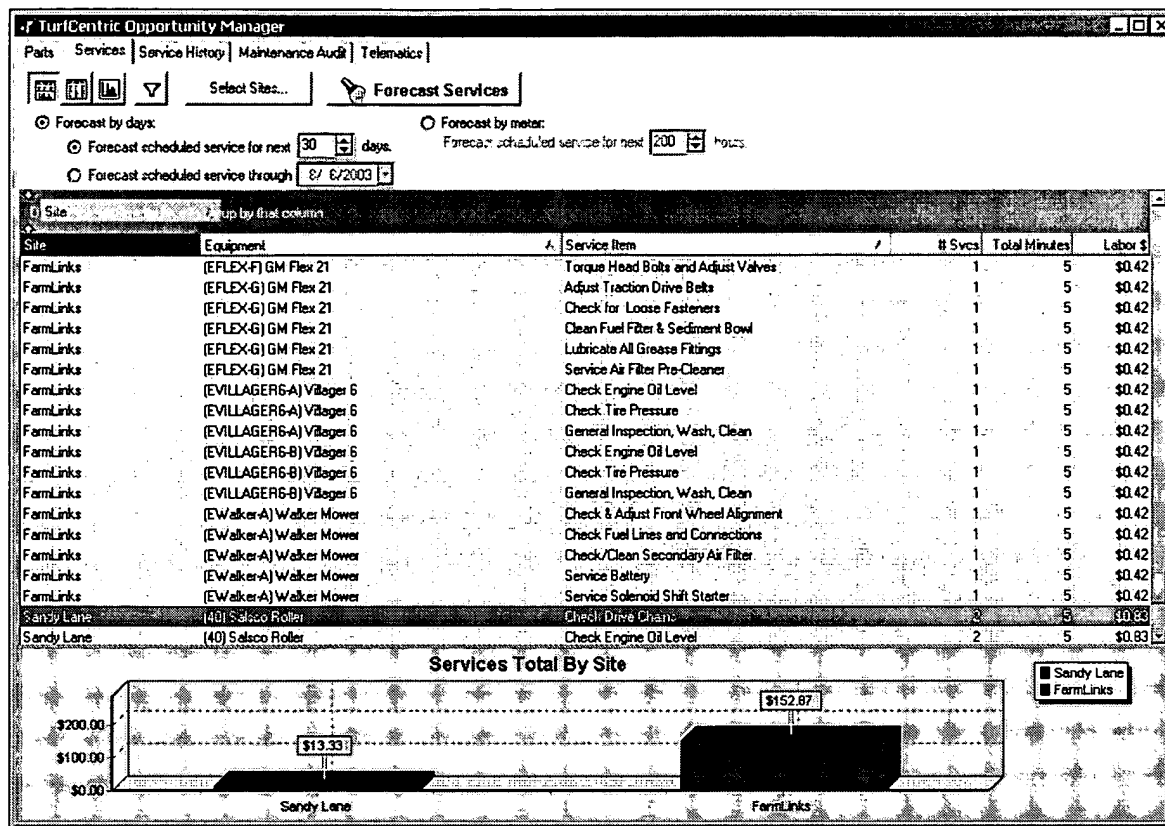 TurfCentric Opportunity Manager
Parts Services Service History Maintenance Audit Telematics
Select Sites... Forecast Services
Forecast by days: Forecast by meter:
Forecast scheduled service for next 30 days. Forecast scheduled service for next 200 hours.
Forecast scheduled service through 8/ 6/2003
Site up by that column
Site Equipment Service Item # Svcs Total Minutes Labor $
FarmLinks (EFLEX-F) GM Flex 21 Torque Head Bolts and Adjust Valves 1 5 $0.42
FarmLinks (EFLEX-G) GM Flex 21 Adjust Traction Drive Belts 1 5 $0.42
FarmLinks (EFLEX-G) GM Flex 21 Check for Loose Fasteners 1 5 $0.42
FarmLinks (EFLEX-G) GM Flex 21 Clean Fuel Filter & Sediment Bowl 1 5 $0.42
FarmLinks (EFLEX-G) GM Flex 21 Lubricate All Grease Fittings 1 5 $0.42
FarmLinks (EFLEX-G) GM Flex 21 Service Air Filter Pre-Cleaner 1 5 $0.42
FarmLinks (EVILLAGER6-A) Villager 6 Check Engine Oil Level 1 5 $0.42
FarmLinks (EVILLAGER6-A) Villager 6 Check Tire Pressure 1 5 $0.42
FarmLinks (EVILLAGER6-A) Villager 6 General Inspection, Wash, Clean 1 5 $0.42
FarmLinks (EVILLAGER6-B) Villager 6 Check Engine Oil Level 1 5 $0.42
FarmLinks (EVILLAGER6-B) Villager 6 Check Tire Pressure 1 5 $0.42
FarmLinks (EVILLAGER6-B) Villager 6 General Inspection, Wash, Clean 1 5 $0.42
FarmLinks (EWalker-A) Walker Mower Check & Adjust Front Wheel Alignment 1 5 $0.42
FarmLinks (EWalker-A) Walker Mower Check Fuel Lines and Connections 1 5 $0.42
FarmLinks (EWalker-A) Walker Mower Check/Clean Secondary Air Filter 1 5 $0.42
FarmLinks (EWalker-A) Walker Mower Service Battery 1 5 $0.42
FarmLinks (EWalker-A) Walker Mower Service Solenoid Shift Starter 1 5 $0.42
Sandy Lane (40) Salsco Roller Check Drive Chains 2 5 $0.83
Sandy Lane (40) Salsco Roller Check Engine Oil Level 2 5 $0.83
Services Total By Site
Sandy Lane
FarmLinks
$152.87
$200.00
$13.33
$100.00
$0.00
Sandy Lane FarmLinks